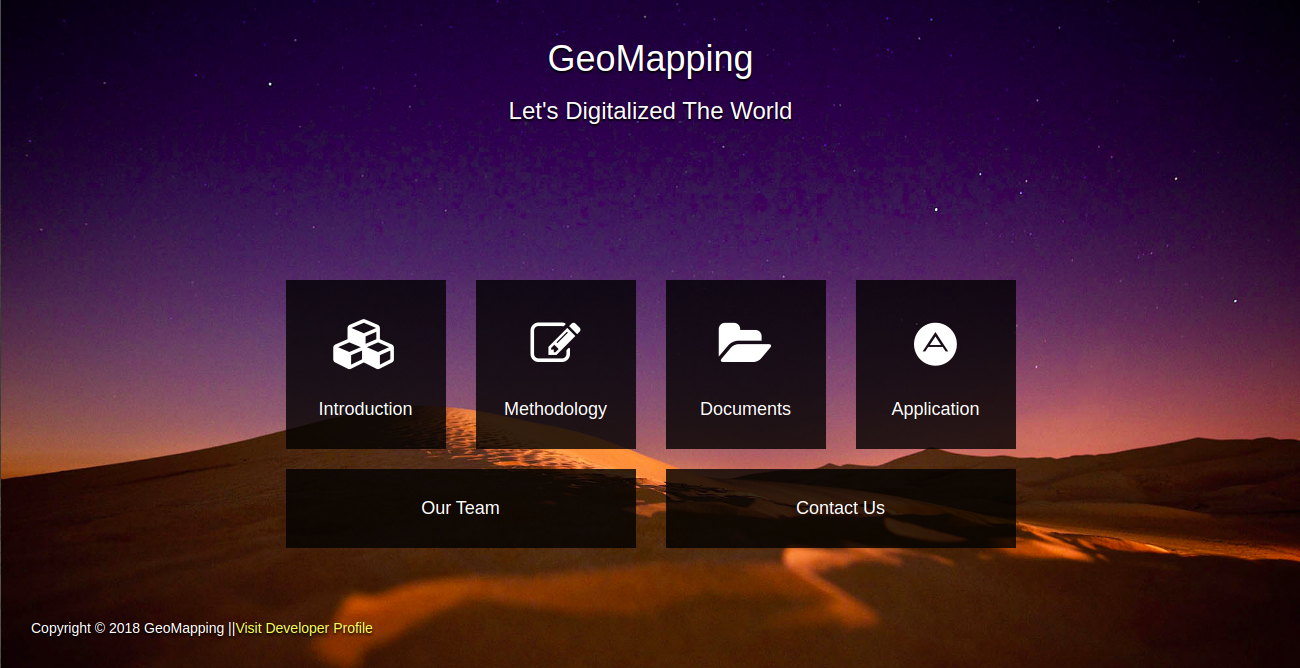 GeoMapping
Let's Digitalized The World
Introduction
Methodology
Documents
Application
Our Team
Contact Us
Copyright © 2018 GeoMapping ||Visit Developer Profile